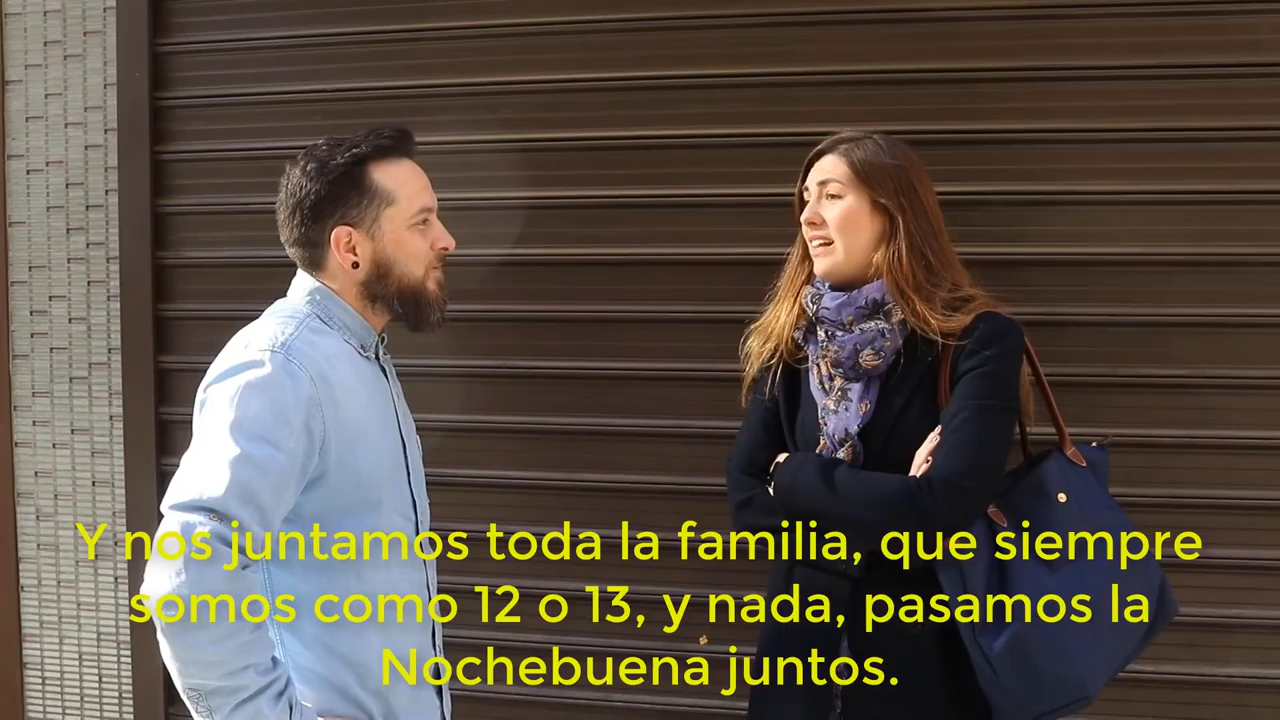 Y nos juntamos toda la familia, que siempre
somos como 12 o 13, y nada, pasamos la
Nochebuena juntos.